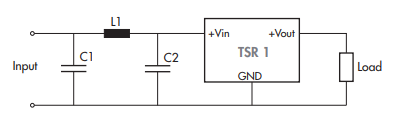 L1
+Vin
+Vout
C1
C2
TSR 1
Input
Load
GND